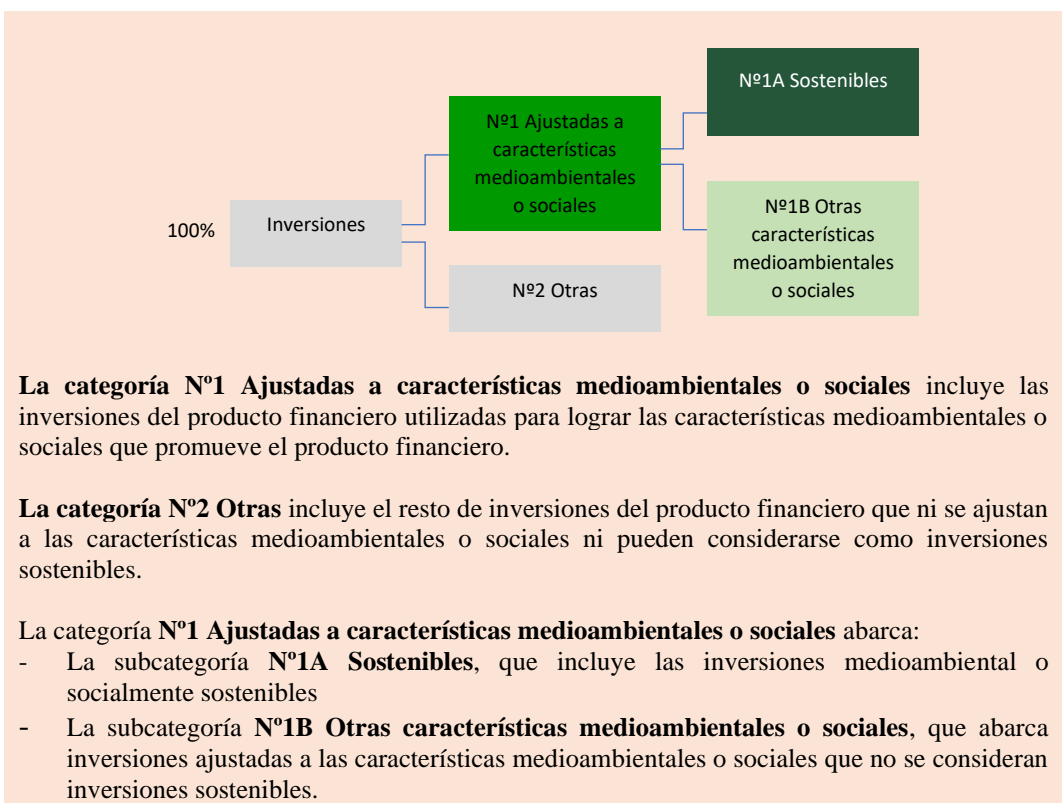 Nº1A Sostenibles
Nº1 Ajustadas a
características
medioambientales
o sociales
100%
Inversiones
Nº1B Otras
características
medioambientales
o sociales
Nº2 Otras
La categoría Nº1 Ajustadas a características medioambientales o sociales incluye las
inversiones del producto financiero utilizadas para lograr las características medioambientales o
sociales que promueve el producto financiero.
La categoría Nº2 Otras incluye el resto de inversiones del producto financiero que ni se ajustan
a las características medioambientales o sociales ni pueden considerarse como inversiones
sostenibles.
La categoría Nº1 Ajustadas a características medioambientales o sociales abarca:
- La subcategoría Nº1A Sostenibles, que incluye las inversiones medioambiental o
socialmente sostenibles
- La subcategoría Nº1B Otras características medioambientales o sociales, que abarca
inversiones ajustadas a las características medioambientales o sociales que no se consideran
inversiones sostenibles.